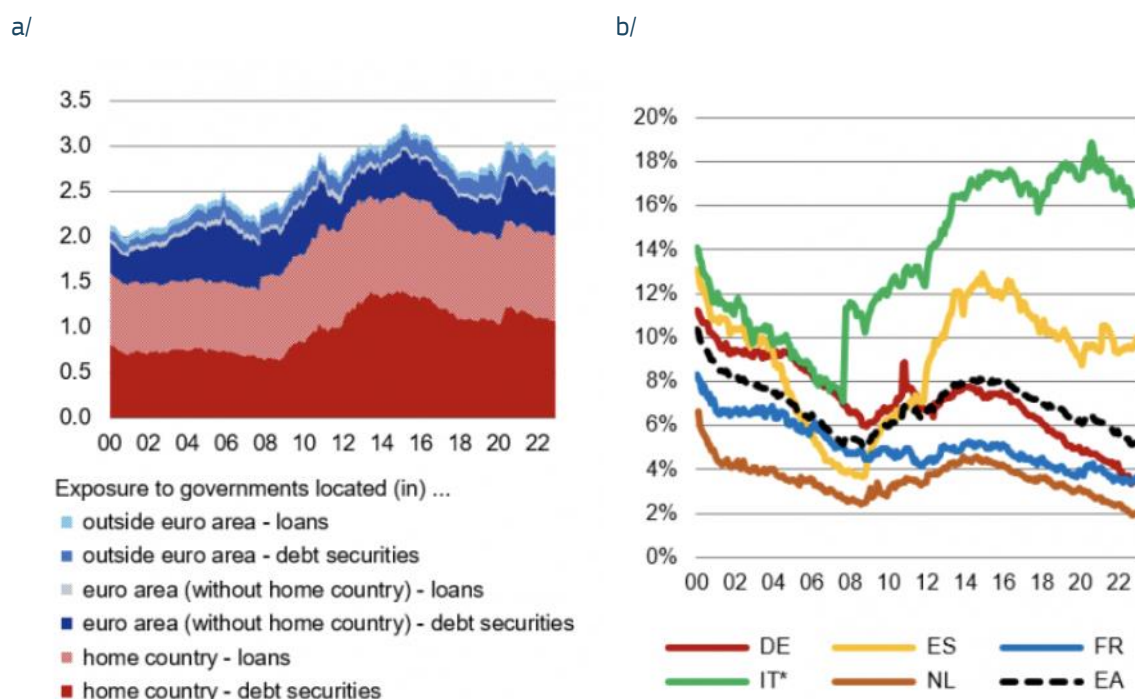 a/
3.5
3.0
2.5
2.0
1.5
1.0
0.5
0.0
00 02 04 06 08 10 12 14 16 18 20 22
Exposure to governments located (in) ...
outside euro area - loans
outside euro area - debt securities
euro area (without home country) - loans
euro area (without home country) - debt securities
home country - loans
home country - debt securities
b/
20%
18%
16%
14%
12%
10%
8%
6%
4%
2%
0%
00 02 04 06 08 10 12 14 16 18 20 22
DE ES FR
IT* NL EA